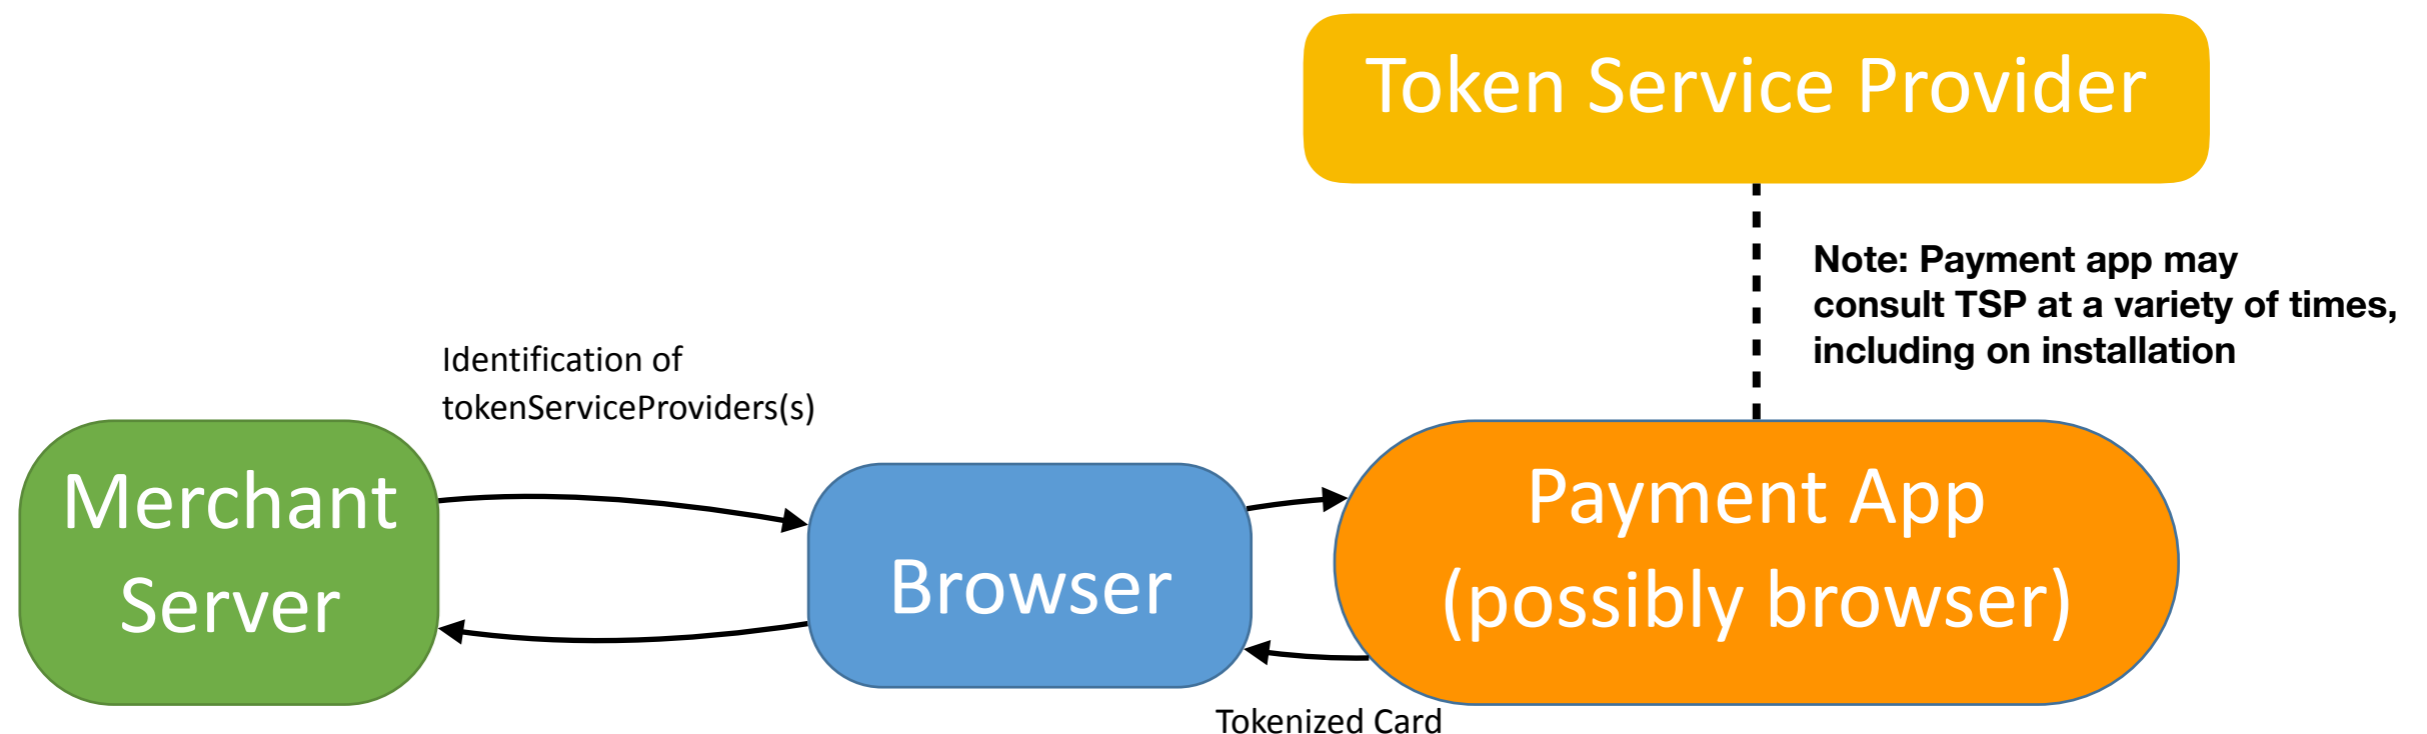 Token Service Provider
Note: Payment app may
consult TSP at a variety of times,
including on installation
Identification of
tokenServiceProviders(s)
Merchant
Server
Browser
Payment App
(possibly browser)
Tokenized Card